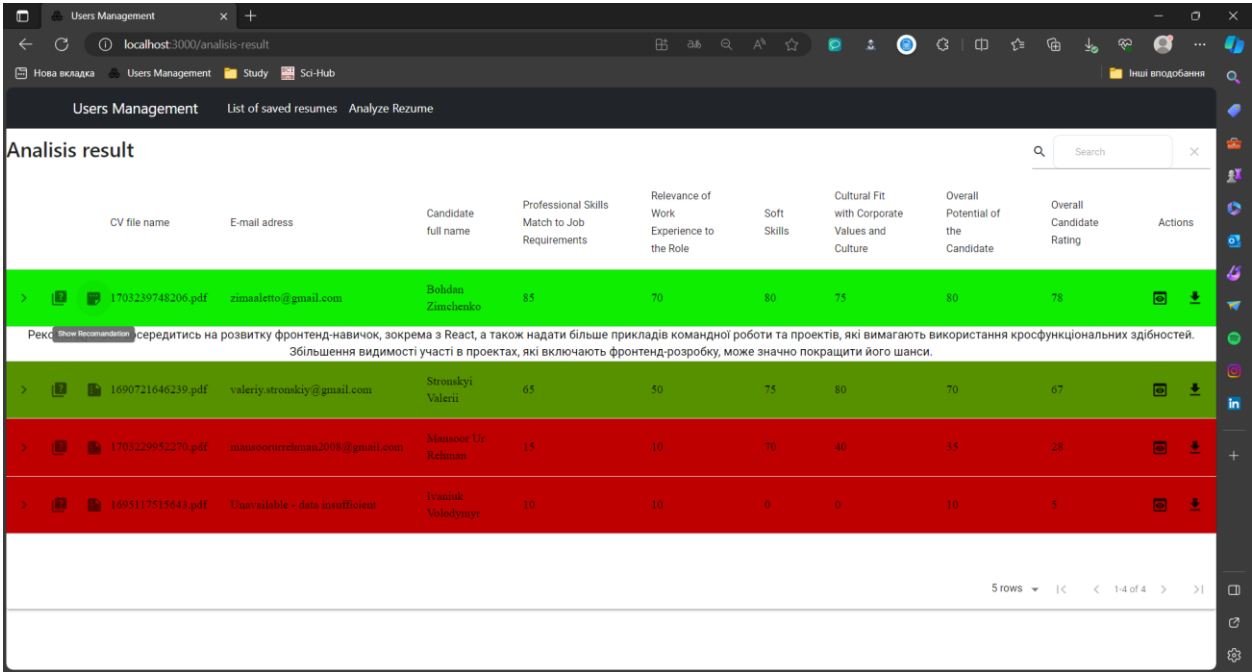 Users Management
localhost:3000/analisis-result
Нова вкладка Users Management Study Sci-Hub Інші вподобання
Users Management List of saved resumes Analyze Rezume
Analisis result
Search
CV file name
E-mail adress
Candidate
full name
Professional Skills
Match to Job
Requirements
Relevance of
Work
Experience to
the Role
Soft
Skills
Cultural Fit
with Corporate
Values and
Culture
Overall
Potential of
the
Candidate
Overall
Candidate
Rating
Actions
1703239748206.pdf zimaaletto@gmail.com Bohdan
Zimchenko
85 70 80 75 80 78
Show Recomandation
осередитись на розвитку фронтенд-навичок, зокрема з React, а також надати більше прикладів командної роботи та проектів, які вимагають використання кросфункціональних здібностей.
Збільшення видимості участі в проектах, які включають фронтенд-розробку, може значно покращити його шанси.
1690721646239.pdf valeriy.stronskiy@gmail.com Stronskyi
Valerii
65 50 75 80 70 67
1703229952270.pdf mansoorurrehman2008@gmail.com Mansoor Ur
Rehman
15 10 70 40 35 28
1695117515643.pdf Unavailable - data insufficient Ivaniuk
Volodymyr
10 10 0 0 10 5
5 rows 1-4 of 4